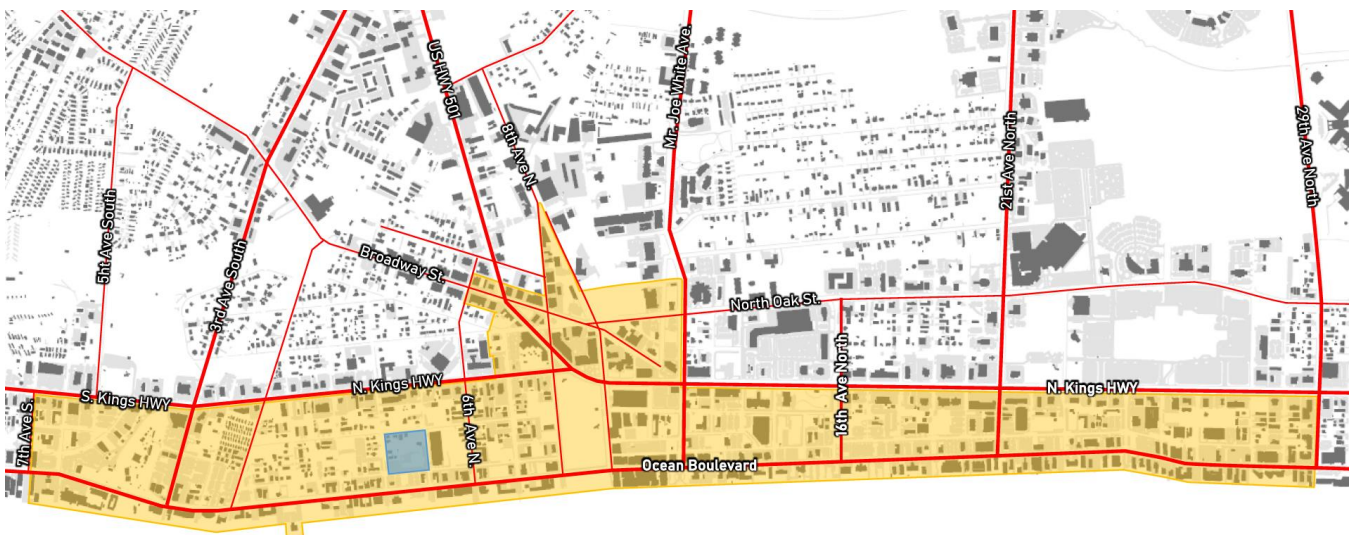 US HWY 501
Mr. Joe White Ave.
8th Ave N.
21st Ave North
29th Ave North
5ht Ave South
3rd Ave South
Broadway St.
North Oak St.
16th Ave North
N. Kings HWY
N. Kings HWY
S. Kings HWY
7th Ave S.
6th Ave N.
Ocean Boulevard